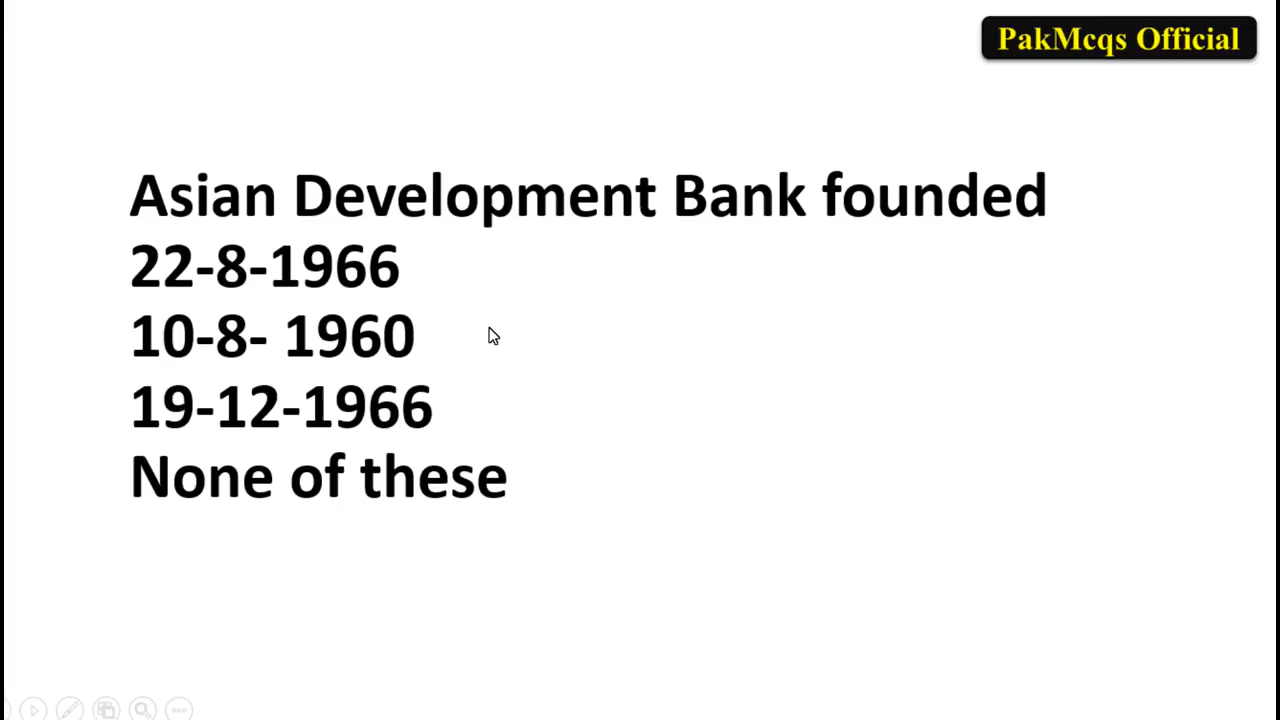 PakMcqs Official
Asian Development Bank founded
22-8-1966
10-8- 1960
19-12-1966
None of these